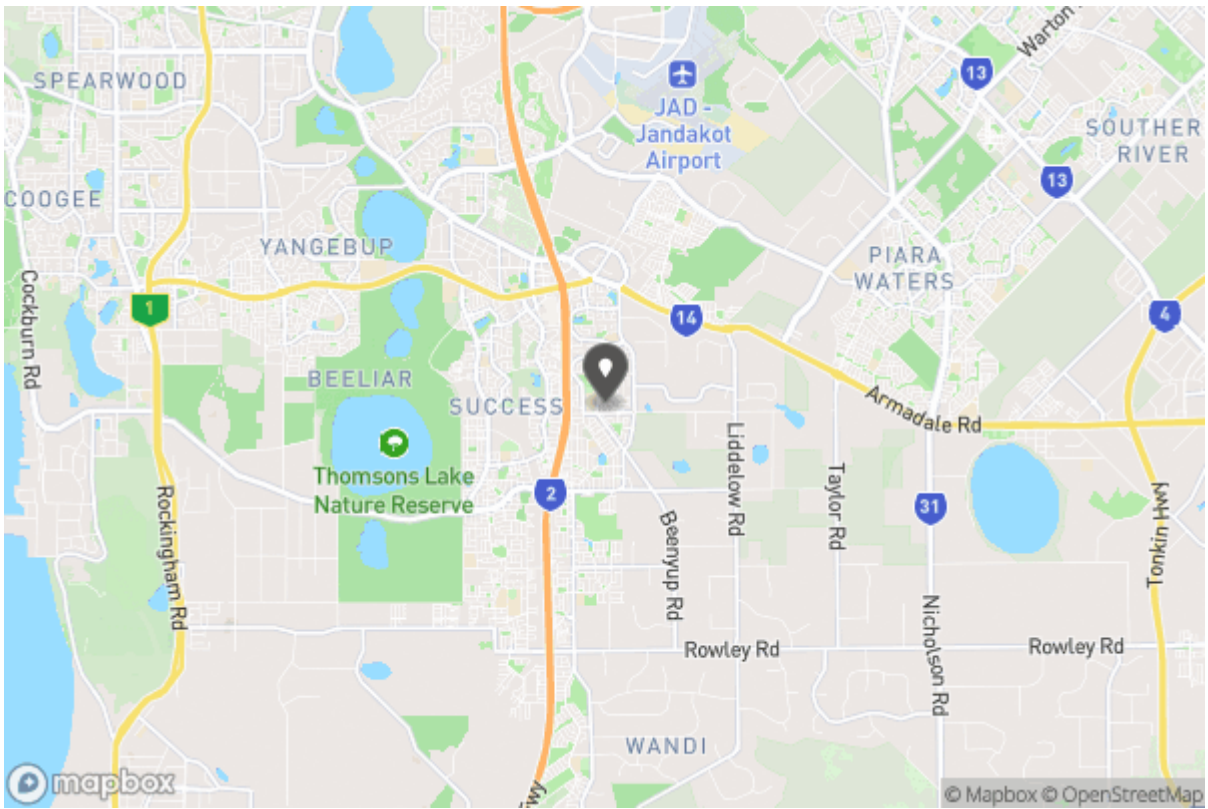 Warton
13
SPEARWOOD
JAD -
Jandakot
Airport
SOUTHER
RIVER
13
COOGEE
YANGEBUP
PIARA
WATERS
1
14
4
Cockburn Rd
BEELIAR
SUCCESS
Armadale Rd
Thomsons Lake
Nature Reserve
2
Liddelow Rd
Taylor Rd
31
Rockingham Rd
Beenyup Rd
Tonkin Hwy
Nicholson Rd
Rowley Rd
Rowley Rd
WANDI
Fwy
mapbox
© Mapbox © OpenStreetMap